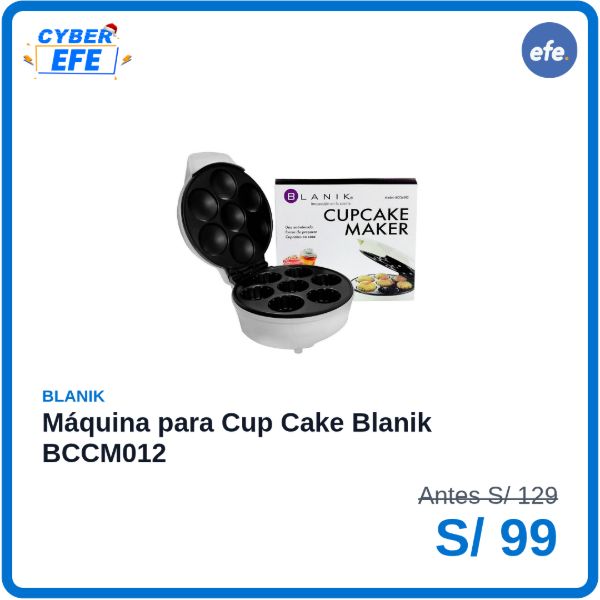 CYBER
EFE
efe.
BLANIK®
CUPCAKE
MAKER
BLANIK
Máquina para Cup Cake Blanik
BCCM012
Antes S/ 129
S/ 99